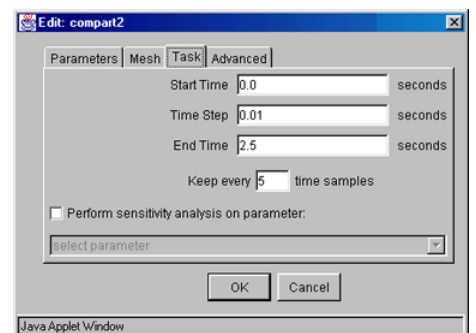 Edit: compart2
Parameters Mesh Task Advanced
Start Time 0.0 seconds
Time Step 0.01 seconds
End Time 2.5 seconds
Keep every 5 time samples
Perform sensitivity analysis on parameter:
select parameter
OK Cancel
Java Applet Window